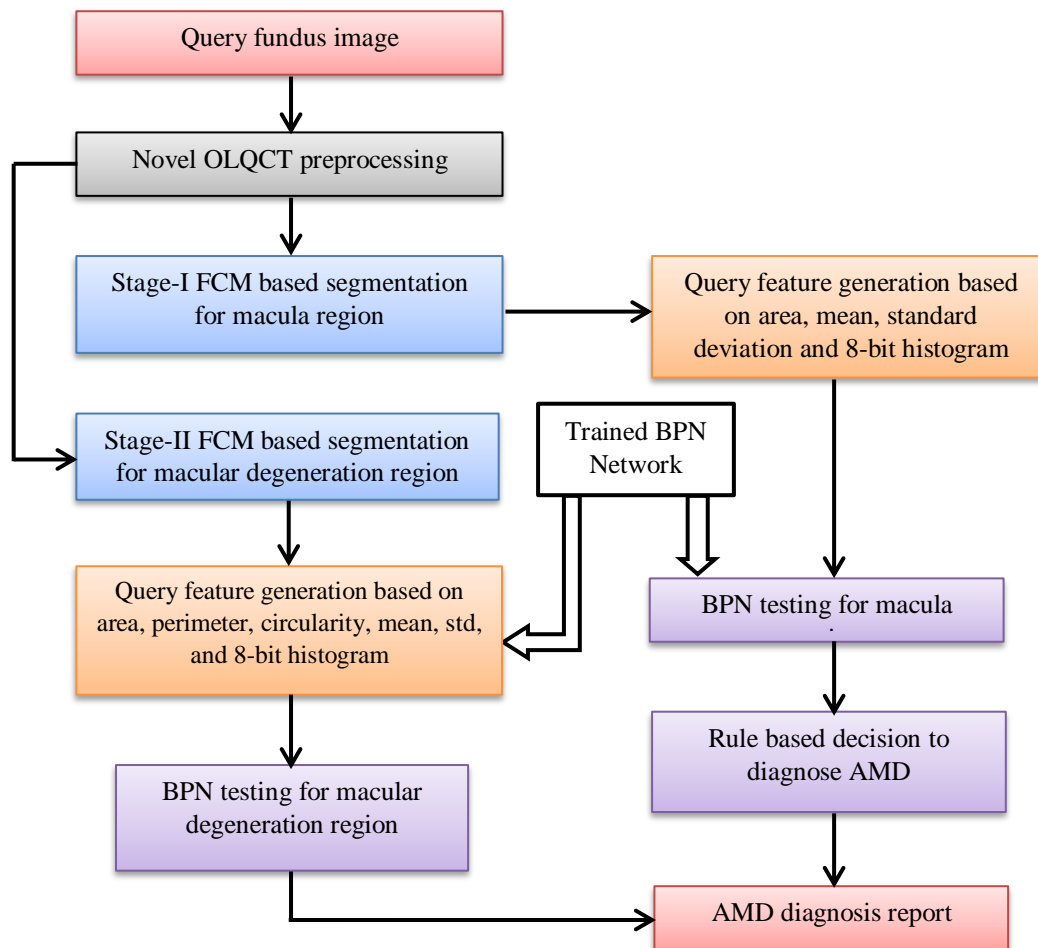 Query fundus image
Novel OLQCT preprocessing
Stage-I FCM based segmentation
for macula region
Query feature generation based
on area, mean, standard
deviation and 8-bit histogram
Stage-II FCM based segmentation
for macular degeneration region
Trained BPN
Network
Query feature generation based on
area, perimeter, circularity, mean, std,
and 8-bit histogram
BPN testing for macula
.
Rule based decision to
diagnose AMD
BPN testing for macular
degeneration region
AMD diagnosis report